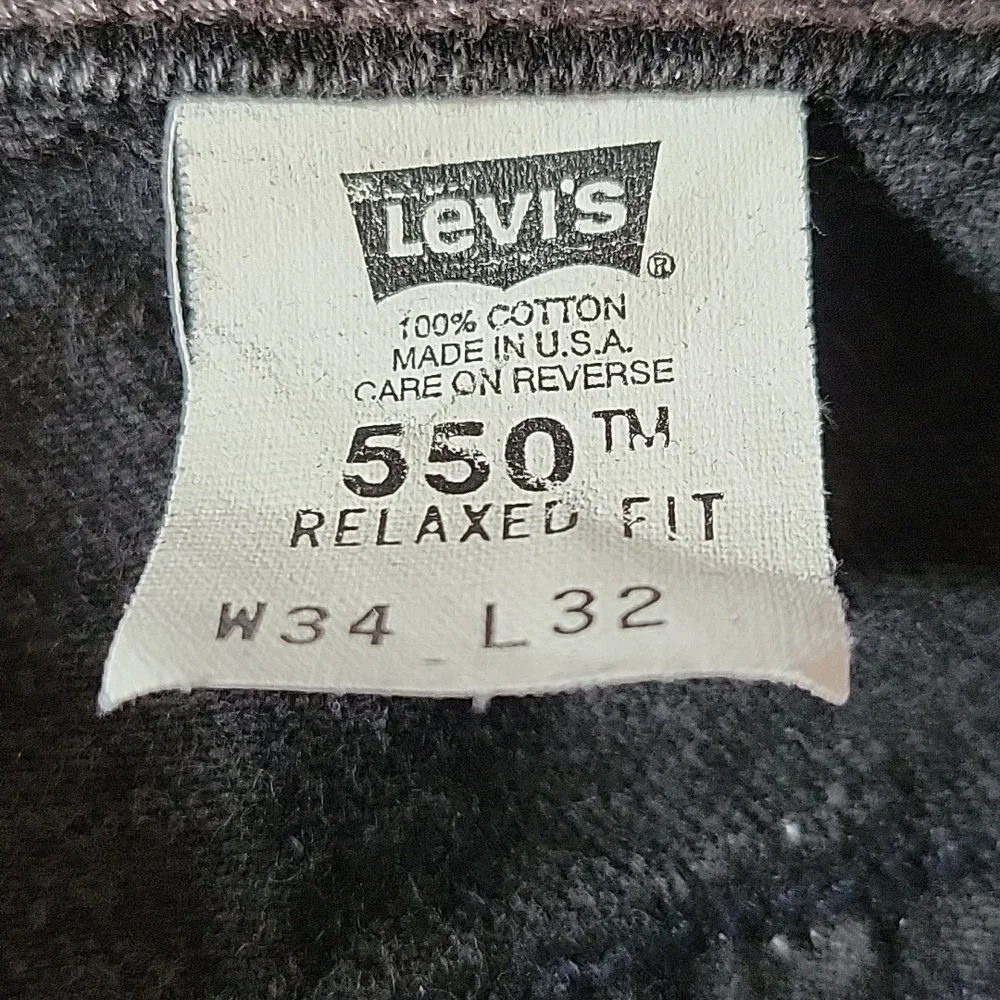 Levi's ®
100% COTTON
MADE IN U.S.A.
CARE ON REVERSE
550™
RELAXED FIT
W34 L32